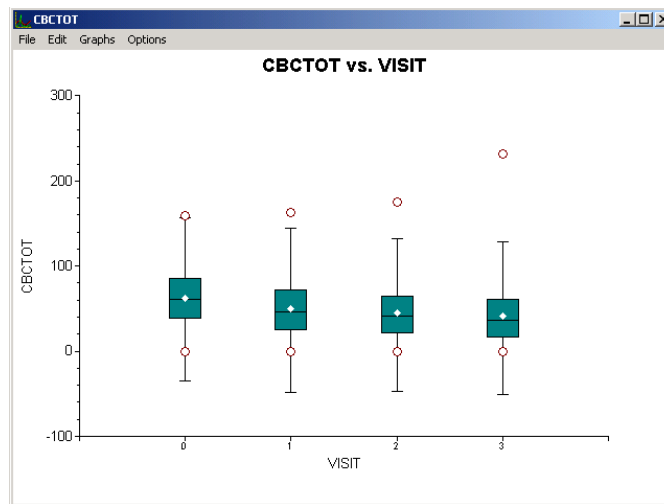 CBCTOT
File Edit Graphs Options
CBCTOT vs. VISIT
300
200
100
0
-100
CBCTOT
0 1 2 3
VISIT